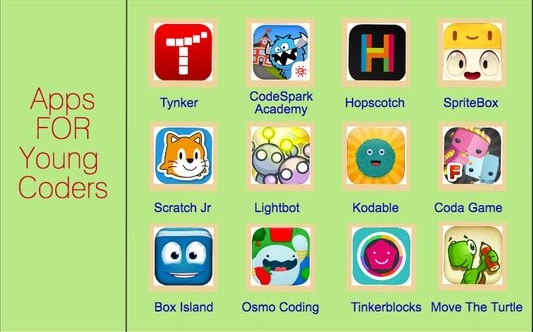 Apps
FOR
Young
Coders
T
H
Tynker
CodeSpark
Academy
Hopscotch
SpriteBox
F
Scratch Jr
Lightbot
Kodable
Coda Game
Box Island
Osmo Coding
Tinkerblocks
Move The Turtle